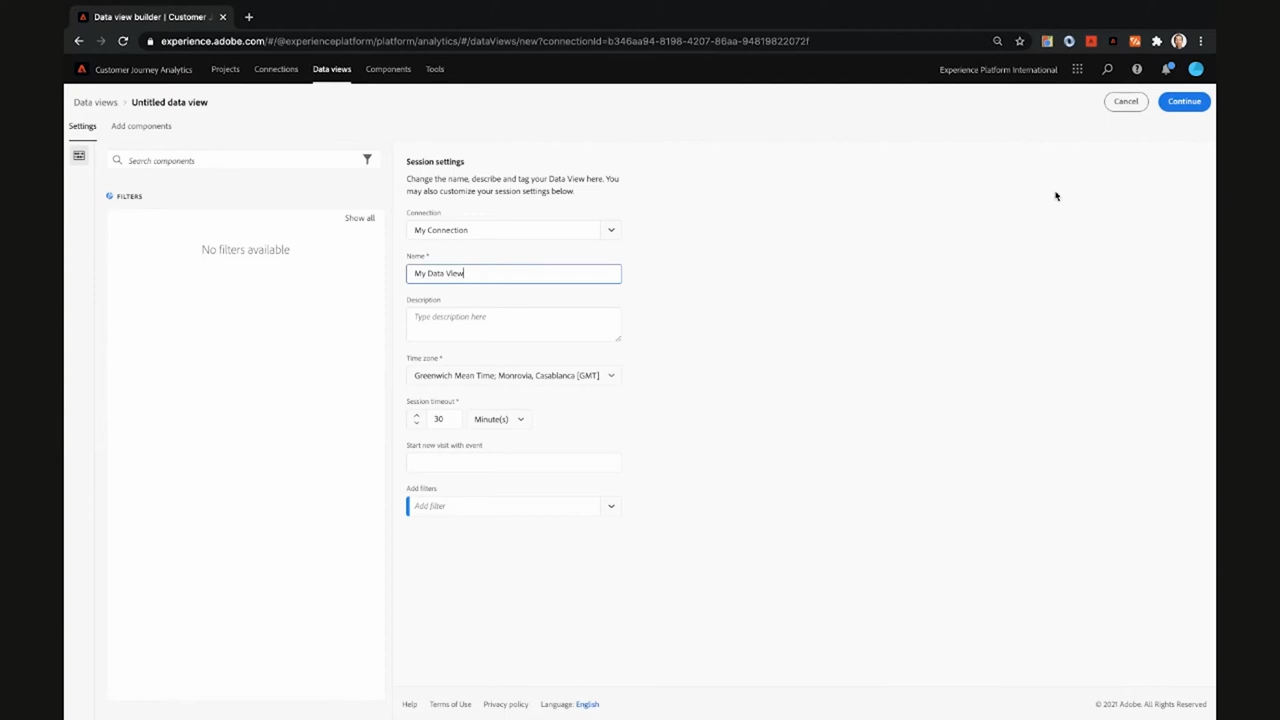 Data view builder | Customer J
experience.adobe.com/#/@experienceplatform/platform/analytics/#/dataViews/new?connectionId=b346aa94-8198-4207-86aa-94819822072f
Customer Journey Analytics
Projects
Connections
Data views
Components
Tools
Experience Platform International
Data views > Untitled data view
Cancel
Continue
Settings
Add components
Search components
FILTERS
Show all
No filters available
Session settings
Change the name, describe and tag your Data View here. You
may also customize your session settings below.
Connection
My Connection
Name *
My Data View
Description
Type description here
Time zone *
Greenwich Mean Time; Monrovia, Casablanca [GMT]
Session timeout *
30
Minute(s)
Start new visit with event
Add filters
Add filter
Help
Terms of Use
Privacy policy
Language: English
© 2021 Adobe. All Rights Reserved